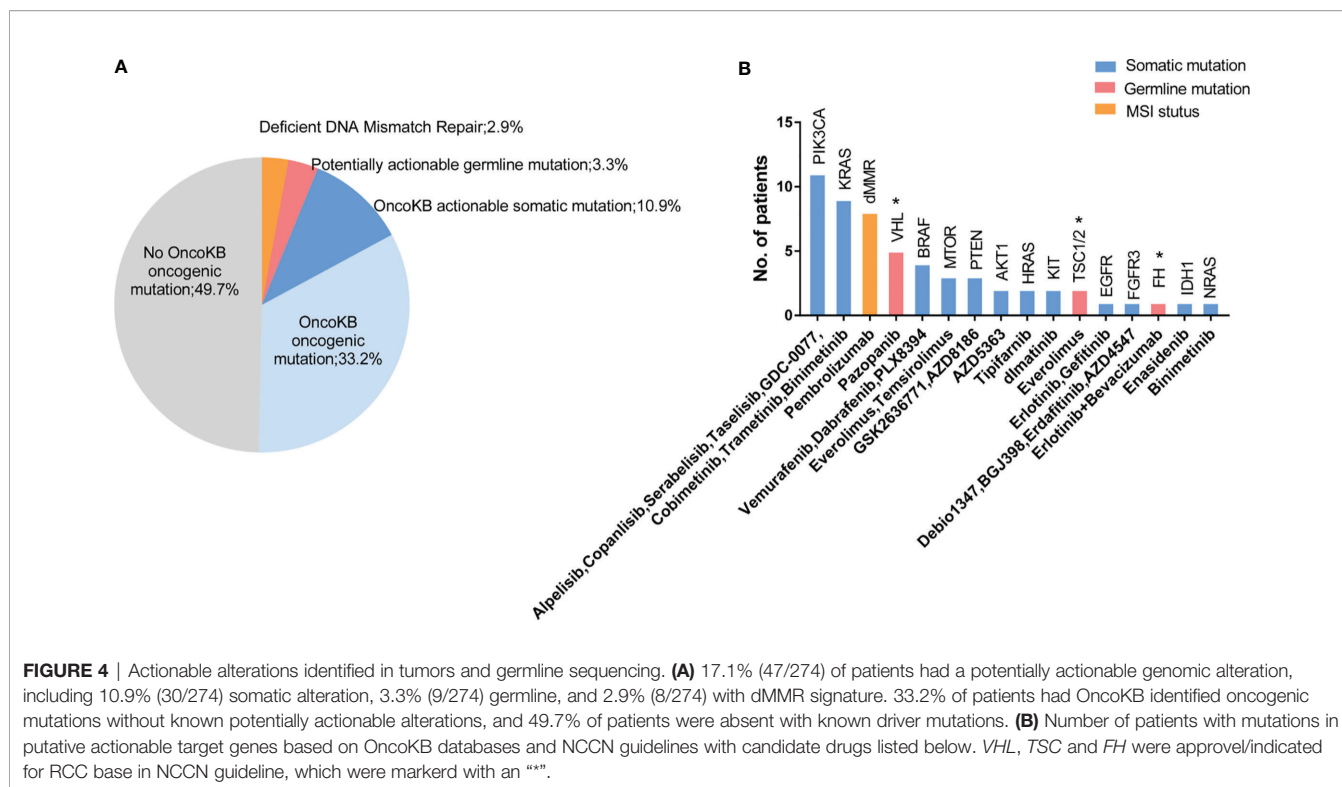 A
Deficient DNA Mismatch Repair;2.9%
Potentially actionable germline mutation;3.3%
OncoKB actionable somatic mutation;10.9%
No OncoKB
oncogenic
mutation;49.7%
OncoKB
oncogenic
mutation;33.2%
B
Somatic mutation
Germline mutation
MSI stutus
No. of patients
15
10
5
0
PIK3CA
KRAS
dMMR
VHL *
BRAF
MTOR
PTEN
AKT1
HRAS
KIT
TSC1/2 *
EGFR
FGFR3
FH *
IDH1
NRAS
Alpelisib,Copanlisib,Serabelisib,Taselisib,GDC-0077,
Cobimetinib,Trametinib,Binimetinib
Pembrolizumab
Pazopanib
Vemurafenib,Dabrafenib,PLX8394
Everolimus,Temsirolimus
GSK2636771,AZD8186
AZD5363
Tipifarnib
dImatinib
Everolimus
Erlotinib,Gefitinib
Debio1347,BGJ398,Erdafitinib,AZD4547
Erlotinib+Bevacizumab
Enasidenib
Binimetinib
FIGURE 4 | Actionable alterations identified in tumors and germline sequencing. (A) 17.1% (47/274) of patients had a potentially actionable genomic alteration,
including 10.9% (30/274) somatic alteration, 3.3% (9/274) germline, and 2.9% (8/274) with dMMR signature. 33.2% of patients had OncoKB identified oncogenic
mutations without known potentially actionable alterations, and 49.7% of patients were absent with known driver mutations. (B) Number of patients with mutations in
putative actionable target genes based on OncoKB databases and NCCN guidelines with candidate drugs listed below. VHL, TSC and FH were approvel/indicated
for RCC base in NCCN guideline, which were markerd with an “*”.